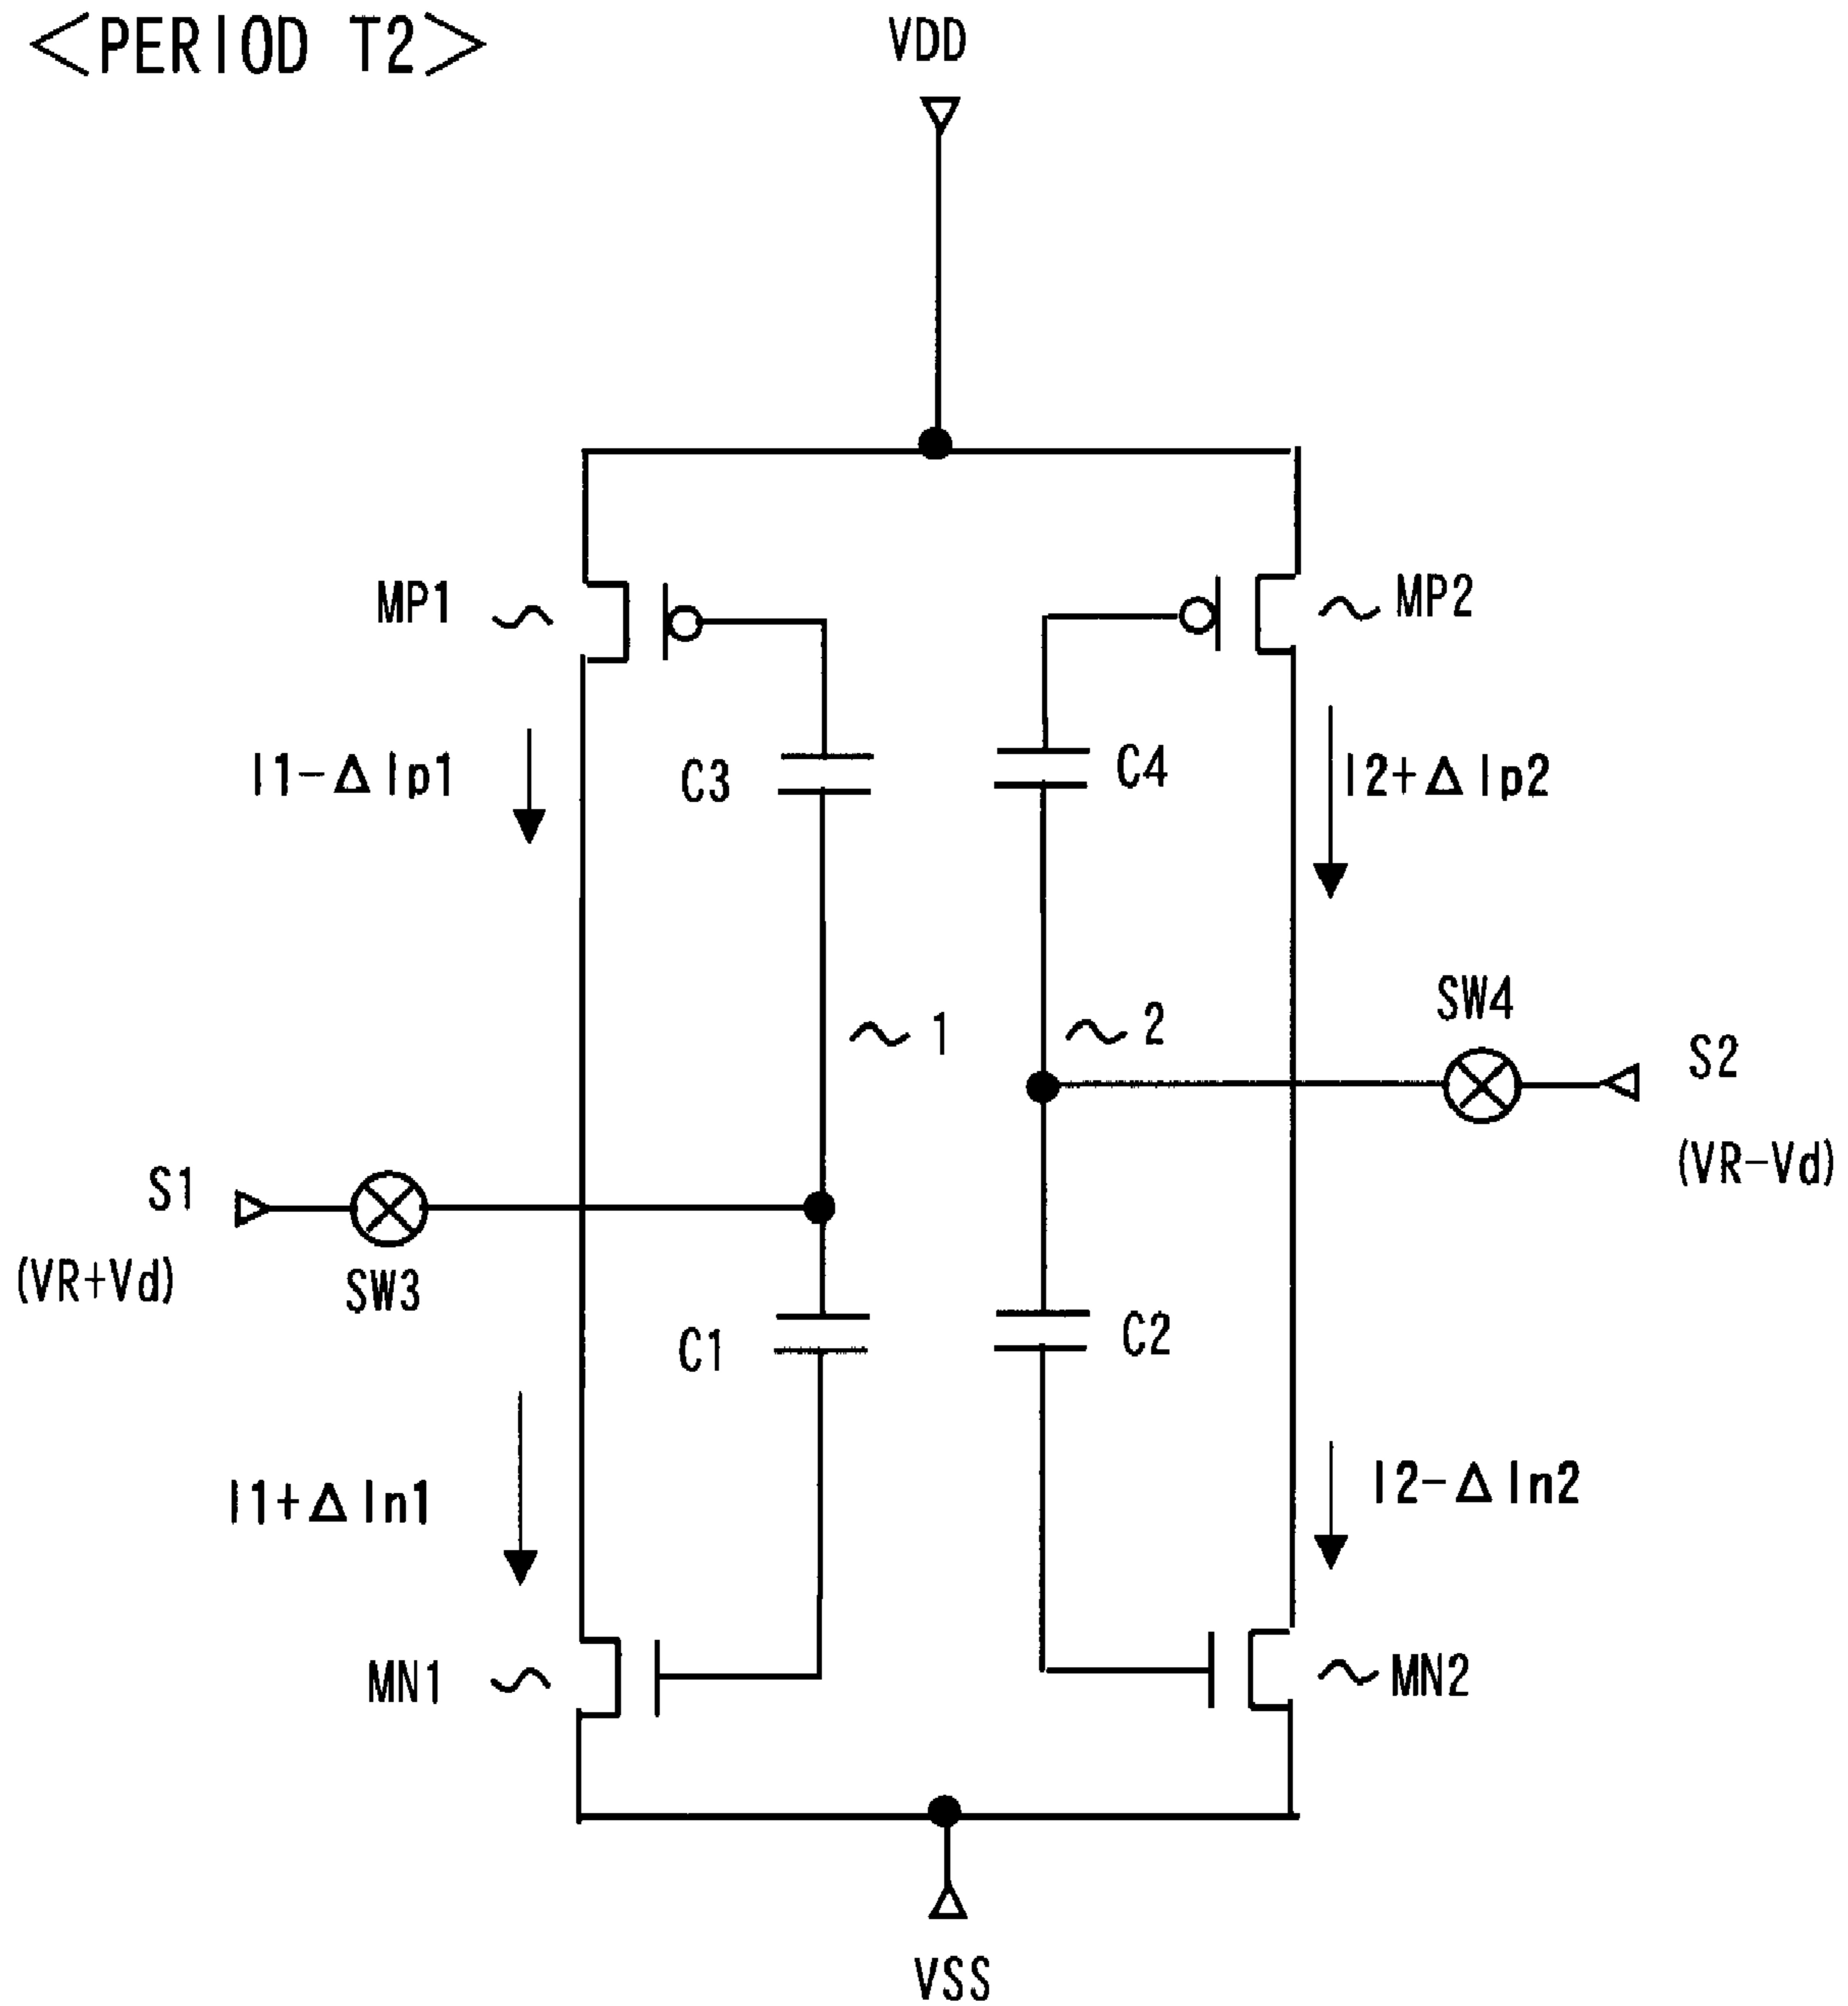 <PERIOD T2>
VDD
MP1
MP2
I1-ΔIp1
C3
C4
I2+ΔIp2
1
2
SW4
S2
(VR-Vd)
S1
(VR+Vd)
SW3
C1
C2
I1+ΔIn1
I2-ΔIn2
MN1
MN2
VSS